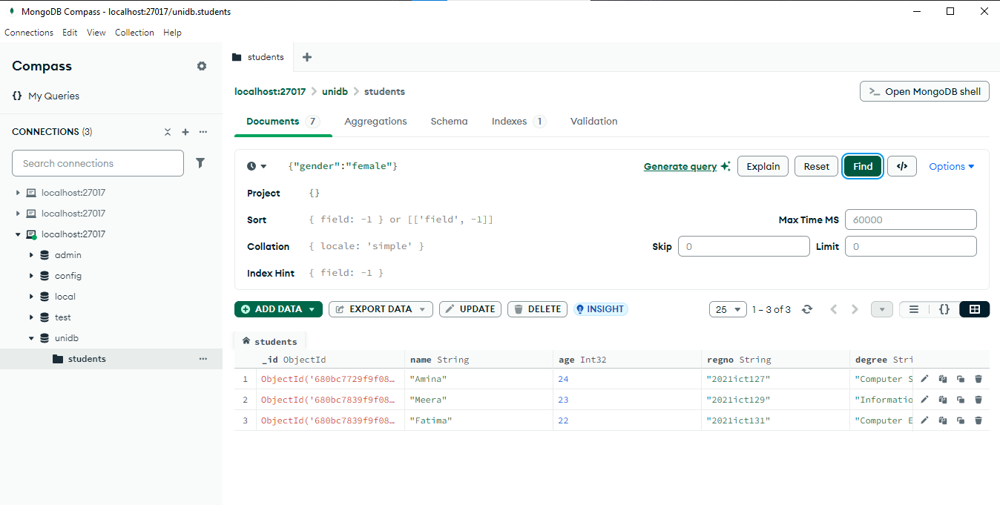 MongoDB Compass - localhost:27017/unidb.students
Connections Edit View Collection Help
Compass
{} My Queries
CONNECTIONS (3)
Search connections
localhost:27017
localhost:27017
localhost:27017
admin
config
local
test
unidb
students
students
localhost:27017 > unidb > students
>_ Open MongoDB shell
Documents 7 Aggregations Schema Indexes 1 Validation
{"gender":"female"}
Generate query Explain Reset Find </> Options
Project {}
Sort { field: -1 } or [['field', -1]] Max Time MS 60000
Collation { locale: 'simple' } Skip 0 Limit 0
Index Hint { field: -1 }
ADD DATA EXPORT DATA UPDATE DELETE INSIGHT 25 1 – 3 of 3 {}
students
_id ObjectId name String age Int32 regno String degree Stri
1 ObjectId('680bc7729f9f08… "Amina" 24 "2021ict127" "Computer S
2 ObjectId('680bc7839f9f08… "Meera" 23 "2021ict129" "Informatio
3 ObjectId('680bc7839f9f08… "Fatima" 22 "2021ict131" "Computer E